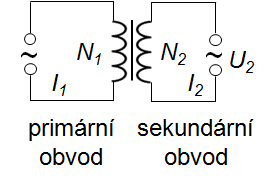 ~ N₁ N₂ ~ U₂
I₁ I₂
primární sekundární
obvod obvod